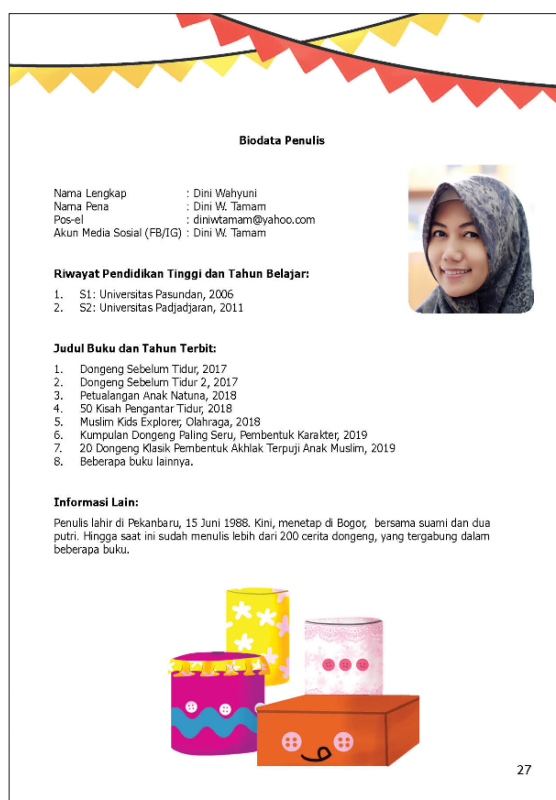 Biodata Penulis
Nama Lengkap : Dini Wahyuni
Nama Pena : Dini W. Tamam
Pos-el : diniwtamam@yahoo.com
Akun Media Sosial (FB/IG) : Dini W. Tamam
Riwayat Pendidikan Tinggi dan Tahun Belajar:
1. S1: Universitas Pasundan, 2006
2. S2: Universitas Padjadjaran, 2011
Judul Buku dan Tahun Terbit:
1. Dongeng Sebelum Tidur, 2017
2. Dongeng Sebelum Tidur 2, 2017
3. Petualangan Anak Natuna, 2018
4. 50 Kisah Pengantar Tidur, 2018
5. Muslim Kids Explorer, Olahraga, 2018
6. Kumpulan Dongeng Paling Seru, Pembentuk Karakter, 2019
7. 20 Dongeng Klasik Pembentuk Akhlak Terpuji Anak Muslim, 2019
8. Beberapa buku lainnya.
Informasi Lain:
Penulis lahir di Pekanbaru, 15 Juni 1988. Kini, menetap di Bogor, bersama suami dan dua
putri. Hingga saat ini sudah menulis lebih dari 200 cerita dongeng, yang tergabung dalam
beberapa buku.
27